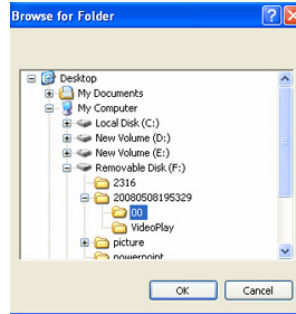 Browse for Folder
Desktop
My Documents
My Computer
Local Disk (C:)
New Volume (D:)
New Volume (E:)
Removable Disk (F:)
2316
20080508195329
00
VideoPlay
picture
powerpoint
OK
Cancel